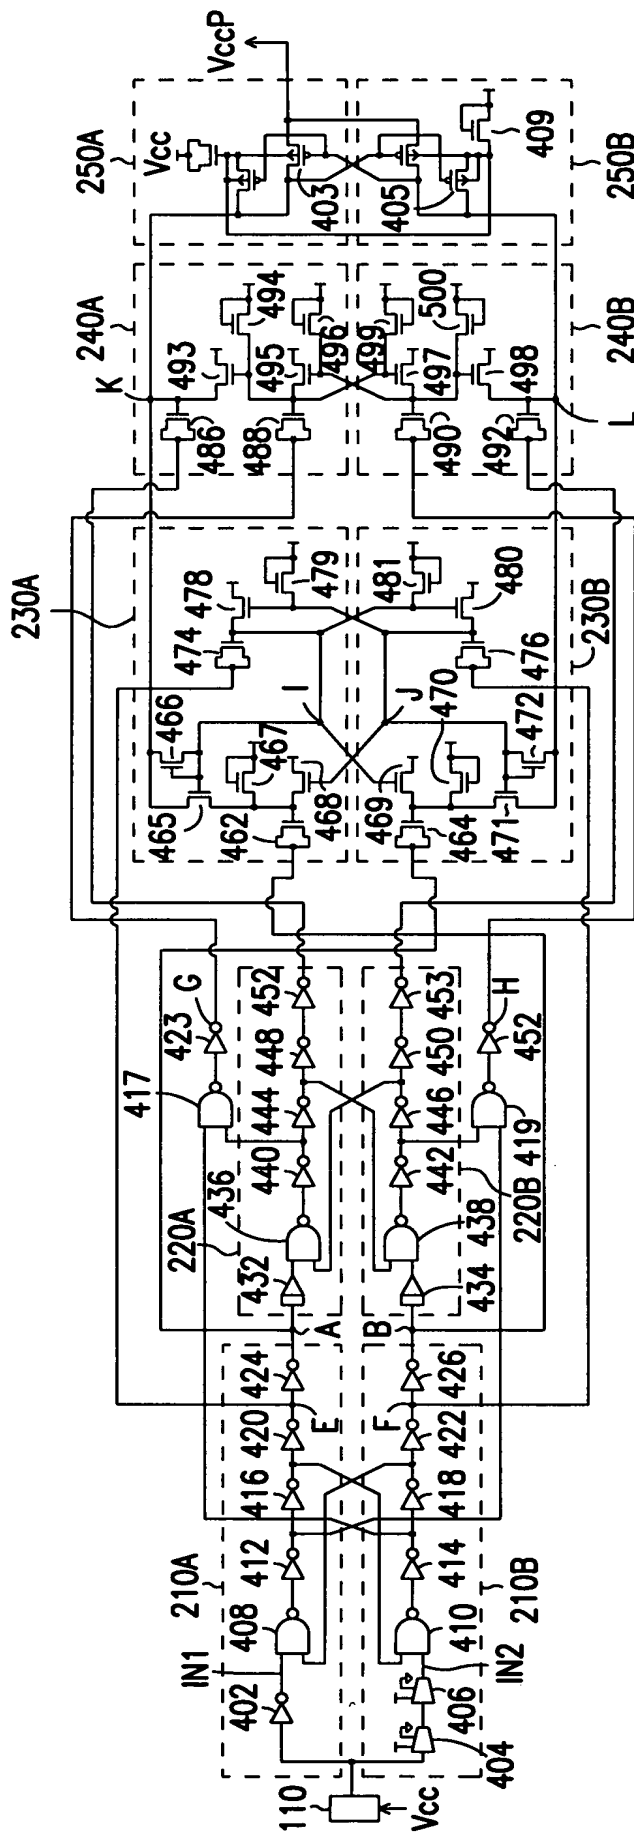 110
Vcc
210A
IN1
402
408
412
416
420
424
E
A
404
406
IN2
410
414
418
422
426
F
B
210B
220A
432
436
440
444
448
452
417
423
G
434
438
442
446
450
453
220B
419
452
H
230A
465
466
462
467
468
474
478
479
I
J
464
469
470
471
472
476
480
481
230B
240A
K
486
488
493
494
495
496
490
492
497
498
499
500
L
240B
250A
Vcc
403
VccP
405
409
250B